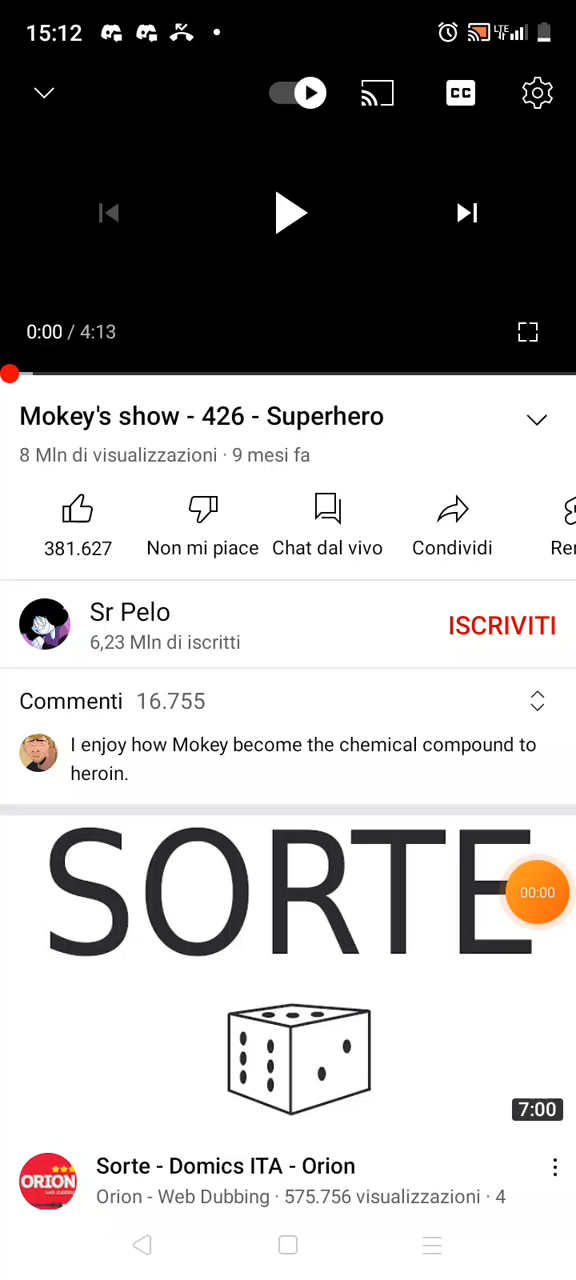 15:12
LTE
CC
0:00 / 4:13
Mokey's show - 426 - Superhero
8 Mln di visualizzazioni · 9 mesi fa
381.627 Non mi piace Chat dal vivo Condividi
Sr Pelo
6,23 Mln di iscritti
ISCRIVITI
Commenti 16.755
I enjoy how Mokey become the chemical compound to
heroin.
SORTE
00:00
7:00
ORION
Sorte - Domics ITA - Orion
Orion - Web Dubbing · 575.756 visualizzazioni · 4